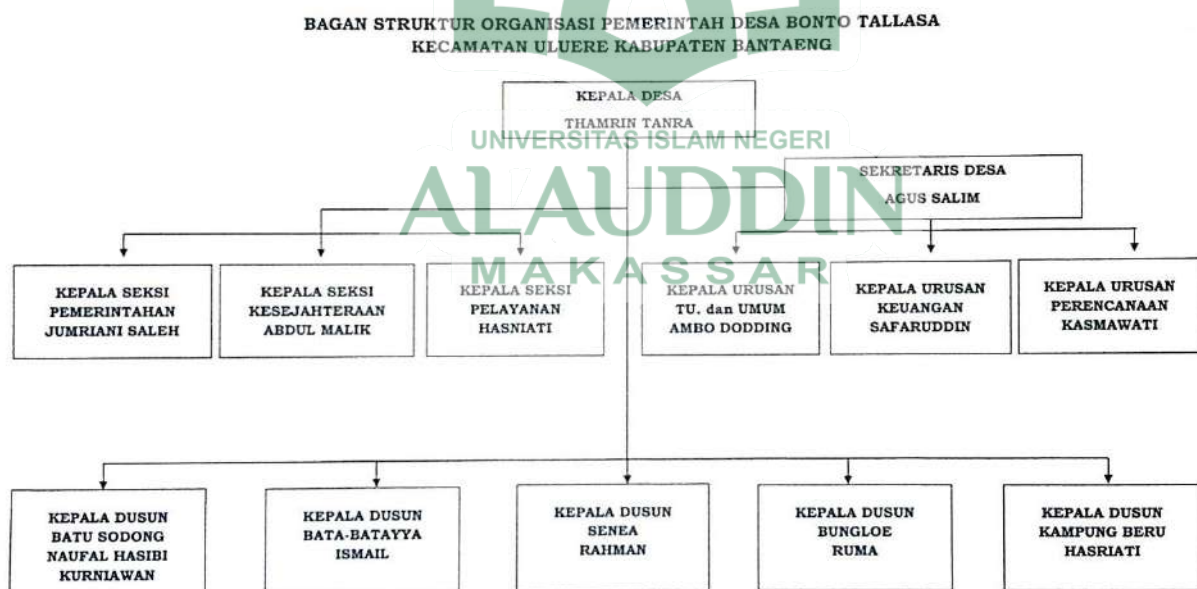 BAGAN STRUKTUR ORGANISASI PEMERINTAH DESA BONTO TALLASA
KECAMATAN ULUERE KABUPATEN BANTAENG
KEPALA DESA
THAMRIN TANRA
UNIVERSITAS ISLAM NEGERI
ALAUDDIN
MAKASSAR
SEKRETARIS DESA
AGUS SALIM
KEPALA SEKSI
PEMERINTAHAN
JUMRIANI SALEH
KEPALA SEKSI
KESEJAHTERAAN
ABDUL MALIK
KEPALA SEKSI
PELAYANAN
HASNIATI
KEPALA URUSAN
TU. dan UMUM
AMBO DODDING
KEPALA URUSAN
KEUANGAN
SAFARUDDIN
KEPALA URUSAN
PERENCANAAN
KASMAWATI
KEPALA DUSUN
BATU SODONG
NAUFAL HASIBI
KURNIAWAN
KEPALA DUSUN
BATA-BATAYYA
ISMAIL
KEPALA DUSUN
SENEA
RAHMAN
KEPALA DUSUN
BUNGLOE
RUMA
KEPALA DUSUN
KAMPUNG BERU
HASRIATI